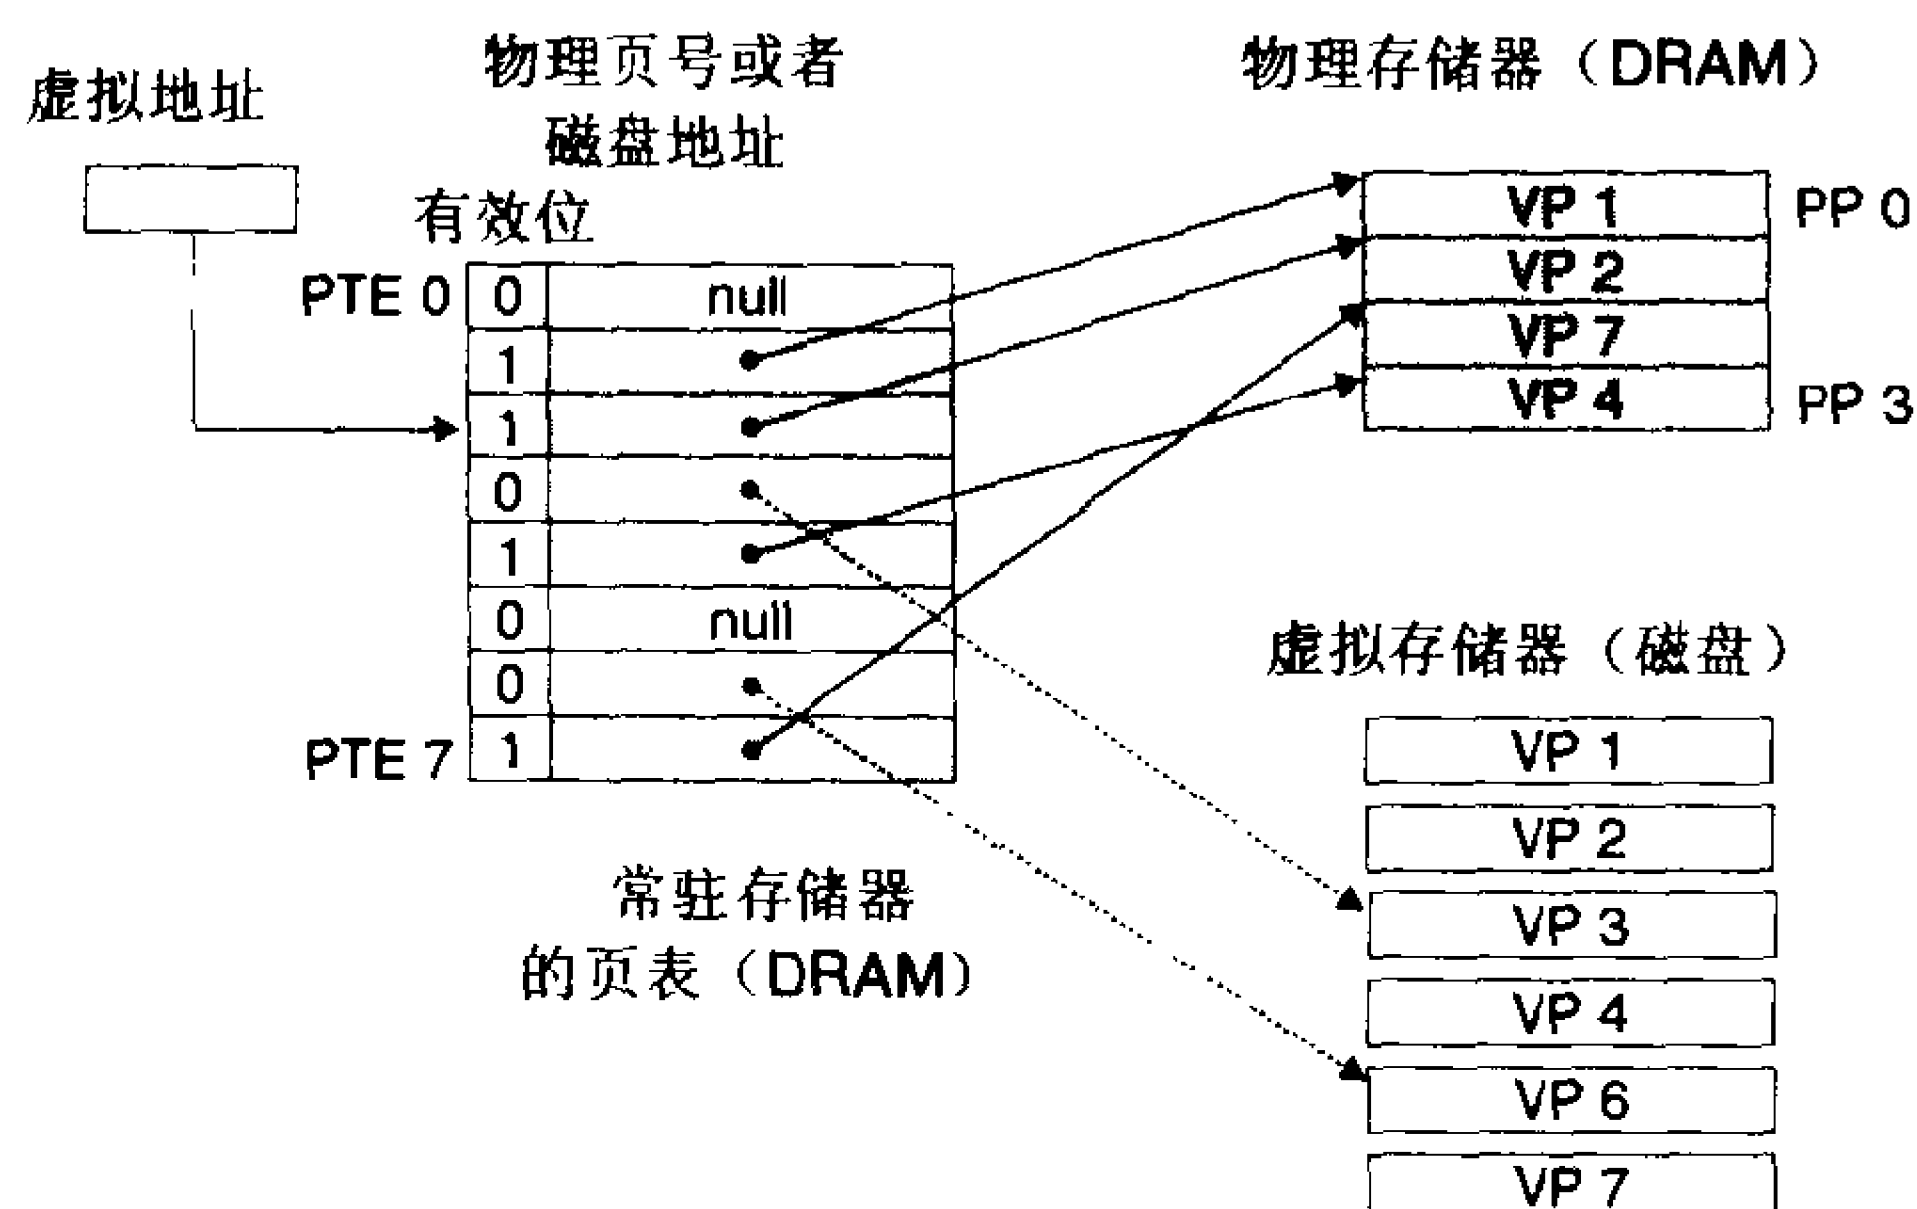 虚拟地址
物理页号或者
磁盘地址
有效位
PTE 0
0
null
1
1
0
1
0
null
0
PTE 7
1
常驻存储器
的页表（DRAM）
物理存储器（DRAM）
VP 1
PP 0
VP 2
VP 7
VP 4
PP 3
虚拟存储器（磁盘）
VP 1
VP 2
VP 3
VP 4
VP 6
VP 7